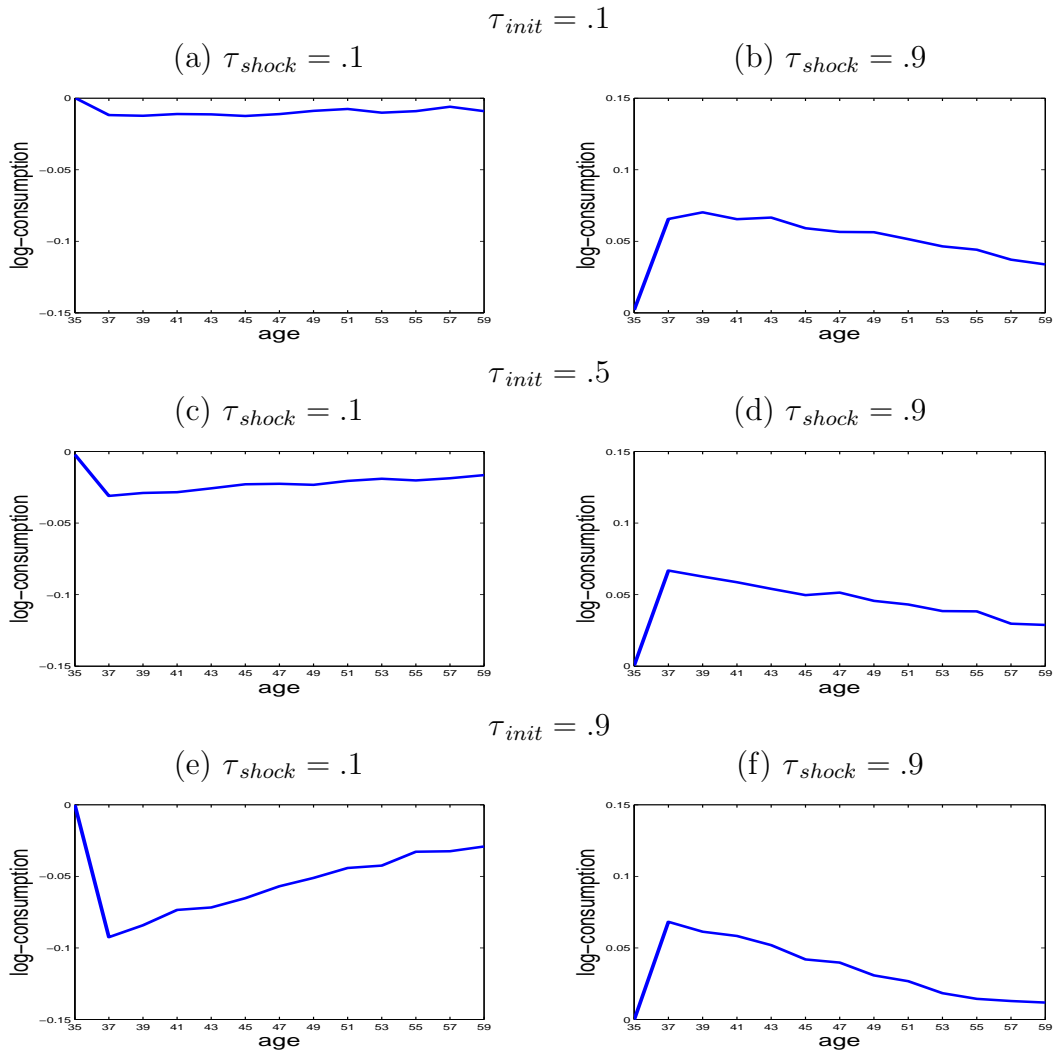 τ_init = .1
(a) τ_shock = .1
(b) τ_shock = .9
0
−0.05
−0.1
−0.15
log−consumption
35 37 39 41 43 45 47 49 51 53 55 57 59
age
0.15
0.1
0.05
0
log−consumption
35 37 39 41 43 45 47 49 51 53 55 57 59
age
τ_init = .5
(c) τ_shock = .1
(d) τ_shock = .9
0
−0.05
−0.1
−0.15
log−consumption
35 37 39 41 43 45 47 49 51 53 55 57 59
age
0.15
0.1
0.05
0
log−consumption
35 37 39 41 43 45 47 49 51 53 55 57 59
age
τ_init = .9
(e) τ_shock = .1
(f) τ_shock = .9
0
−0.05
−0.1
−0.15
log−consumption
35 37 39 41 43 45 47 49 51 53 55 57 59
age
0.15
0.1
0.05
0
log−consumption
35 37 39 41 43 45 47 49 51 53 55 57 59
age